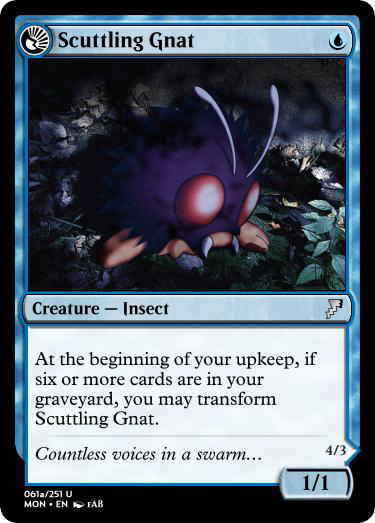 Scuttling Gnat
Creature — Insect
At the beginning of your upkeep, if
six or more cards are in your
graveyard, you may transform
Scuttling Gnat.
Countless voices in a swarm…
4/3
1/1
061a/251 U
MON • EN rAB